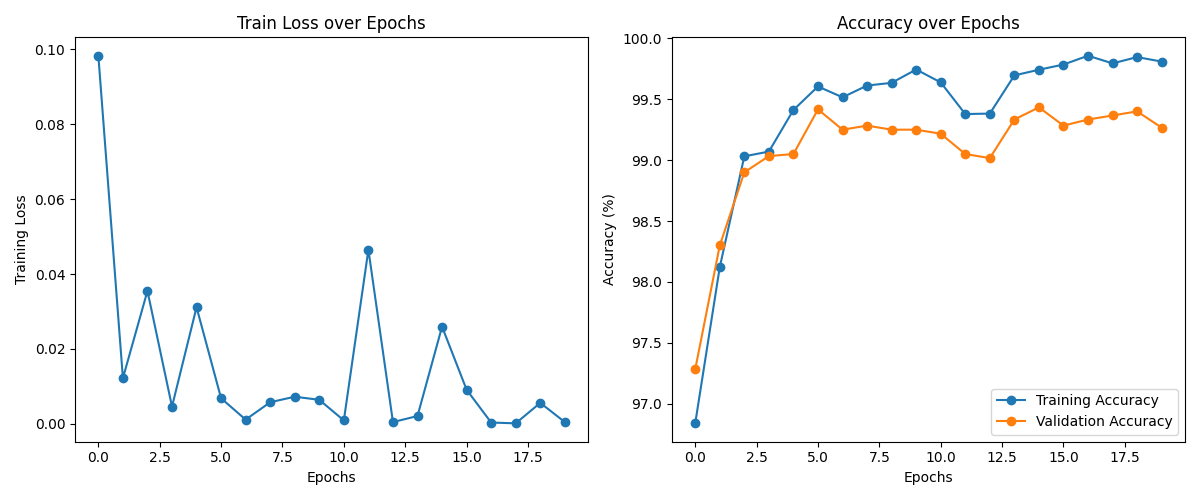 Train Loss over Epochs
Training Loss
0.10
0.08
0.06
0.04
0.02
0.00
0.0 2.5 5.0 7.5 10.0 12.5 15.0 17.5
Epochs
Accuracy over Epochs
Accuracy (%)
100.0
99.5
99.0
98.5
98.0
97.5
97.0
Training Accuracy
Validation Accuracy
0.0 2.5 5.0 7.5 10.0 12.5 15.0 17.5
Epochs